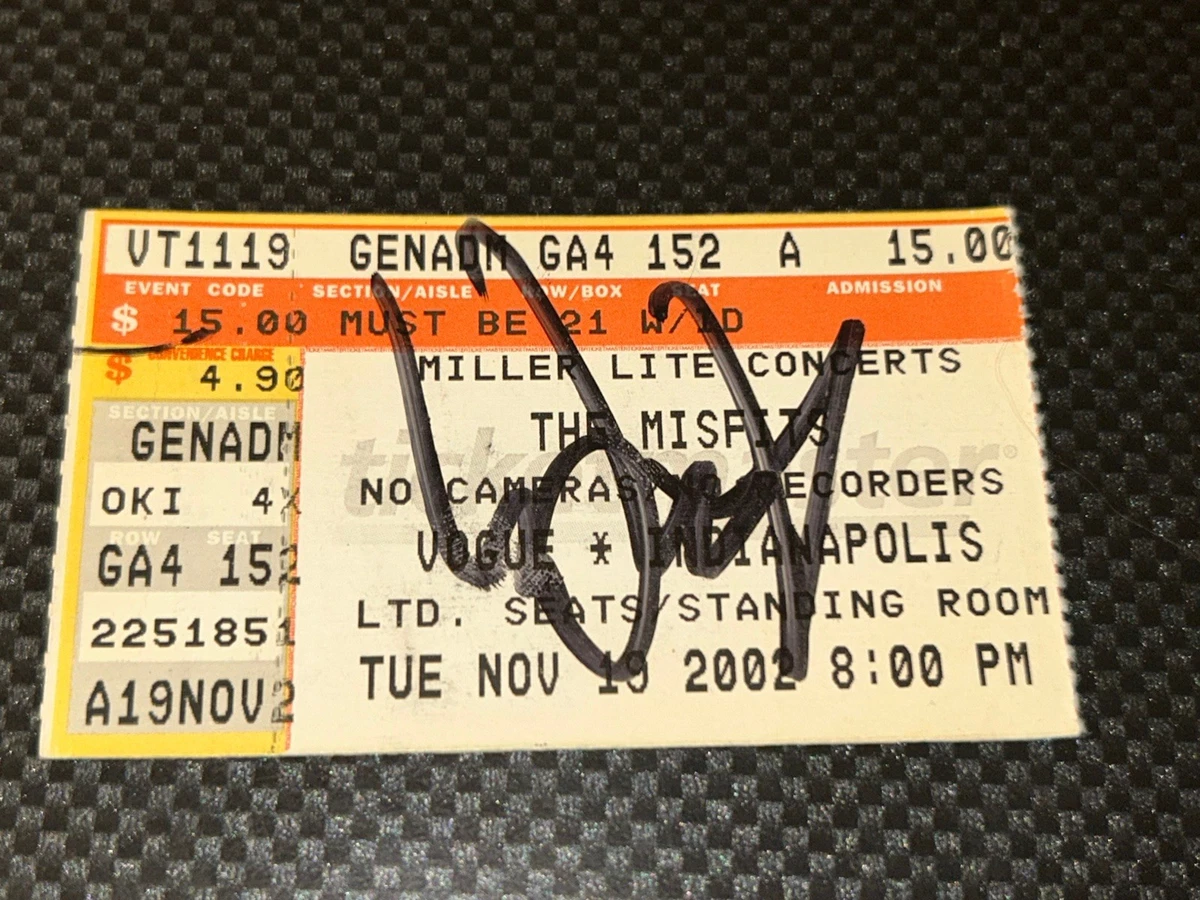 VT1119 GENADM GA4 152 A 15.00
EVENT CODE SECTION/AISLE ROW/BOX SEAT ADMISSION
$ 15.00 MUST BE 21 W/ID
$ CONVENIENCE CHARGE
4.90
SECTION/AISLE
GENADM
OKI 4X
ROW SEAT
GA4 152
2251851
A19NOV2
MILLER LITE CONCERTS
THE MISFITS
ticketmaster®
NO CAMERAS/NO RECORDERS
VOGUE * INDIANAPOLIS
LTD. SEATS/STANDING ROOM
TUE NOV 19 2002 8:00 PM